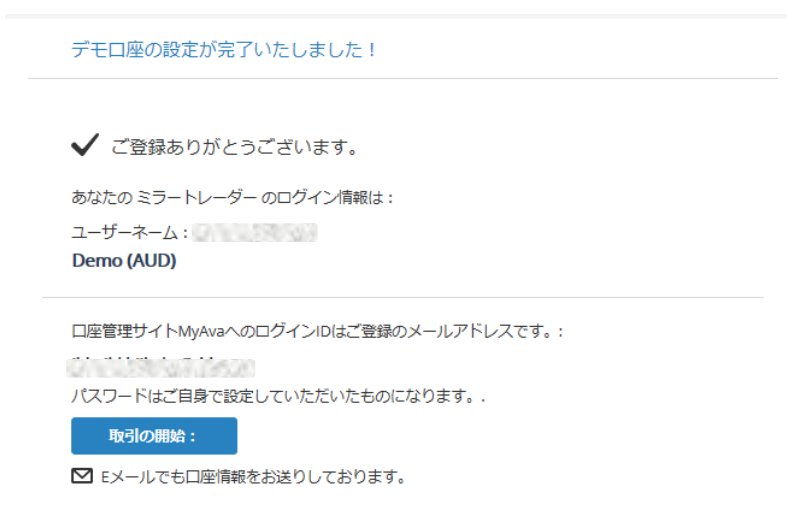 デモ口座の設定が完了いたしました！
ご登録ありがとうございます。
あなたの ミラートレーダー のログイン情報は：
ユーザーネーム：
Demo (AUD)
口座管理サイトMyAvaへのログインIDはご登録のメールアドレスです。:
パスワードはご自身で設定していただいたものになります。.
取引の開始：
Eメールでも口座情報をお送りしております。